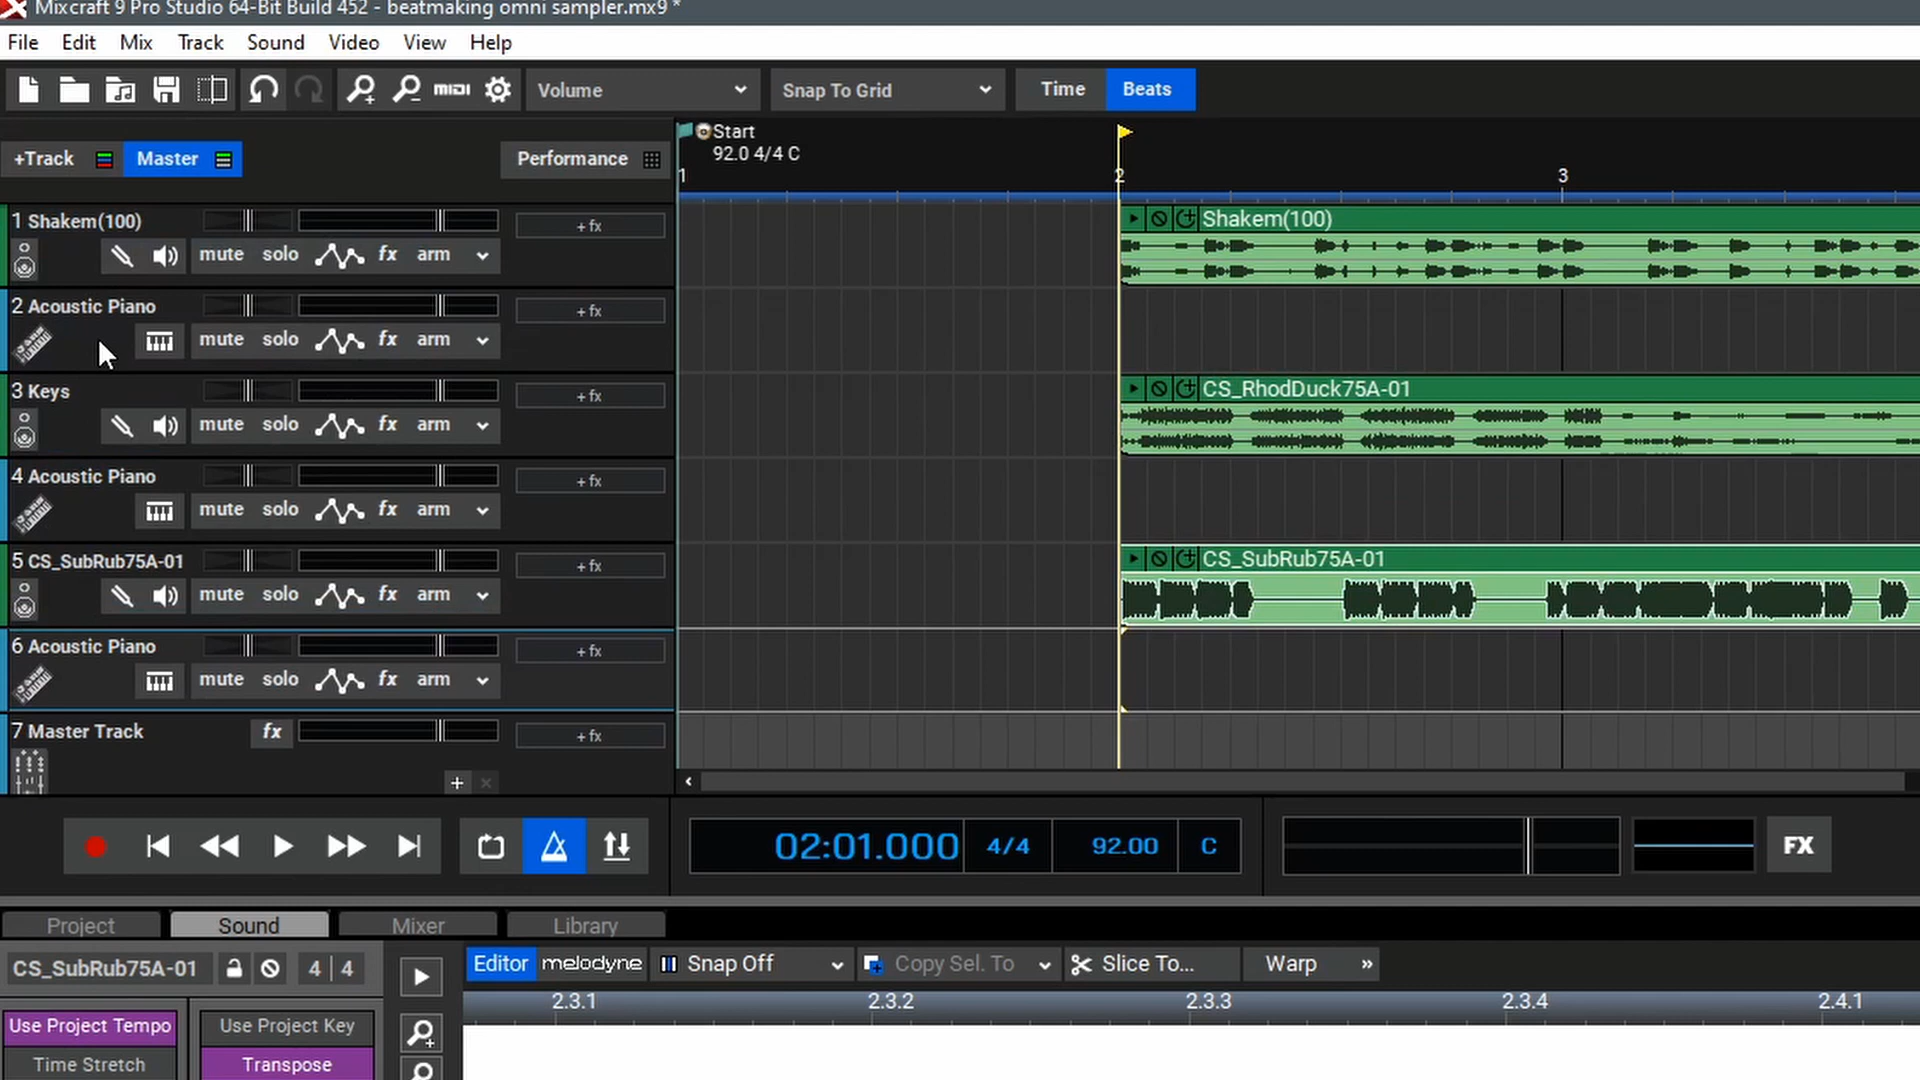 Mixcraft 9 Pro Studio 64-Bit Build 452 - beatmaking omni sampler.mx9 *
File Edit Mix Track Sound Video View Help
MIDI Volume Snap To Grid Time Beats
+Track Master Performance
Start
92.0 4/4 C
1 2 3
1 Shakem(100) +fx
mute solo fx arm
Shakem(100)
2 Acoustic Piano +fx
mute solo fx arm
3 Keys +fx
mute solo fx arm
CS_RhodDuck75A-01
4 Acoustic Piano +fx
mute solo fx arm
5 CS_SubRub75A-01 +fx
mute solo fx arm
CS_SubRub75A-01
6 Acoustic Piano +fx
mute solo fx arm
7 Master Track fx +fx
02:01.000 4/4 92.00 C FX
Project Sound Mixer Library
CS_SubRub75A-01 4 4
Editor melodyne Snap Off Copy Sel. To Slice To... Warp »
2.3.1 2.3.2 2.3.3 2.3.4 2.4.1
Use Project Tempo Use Project Key
Time Stretch Transpose